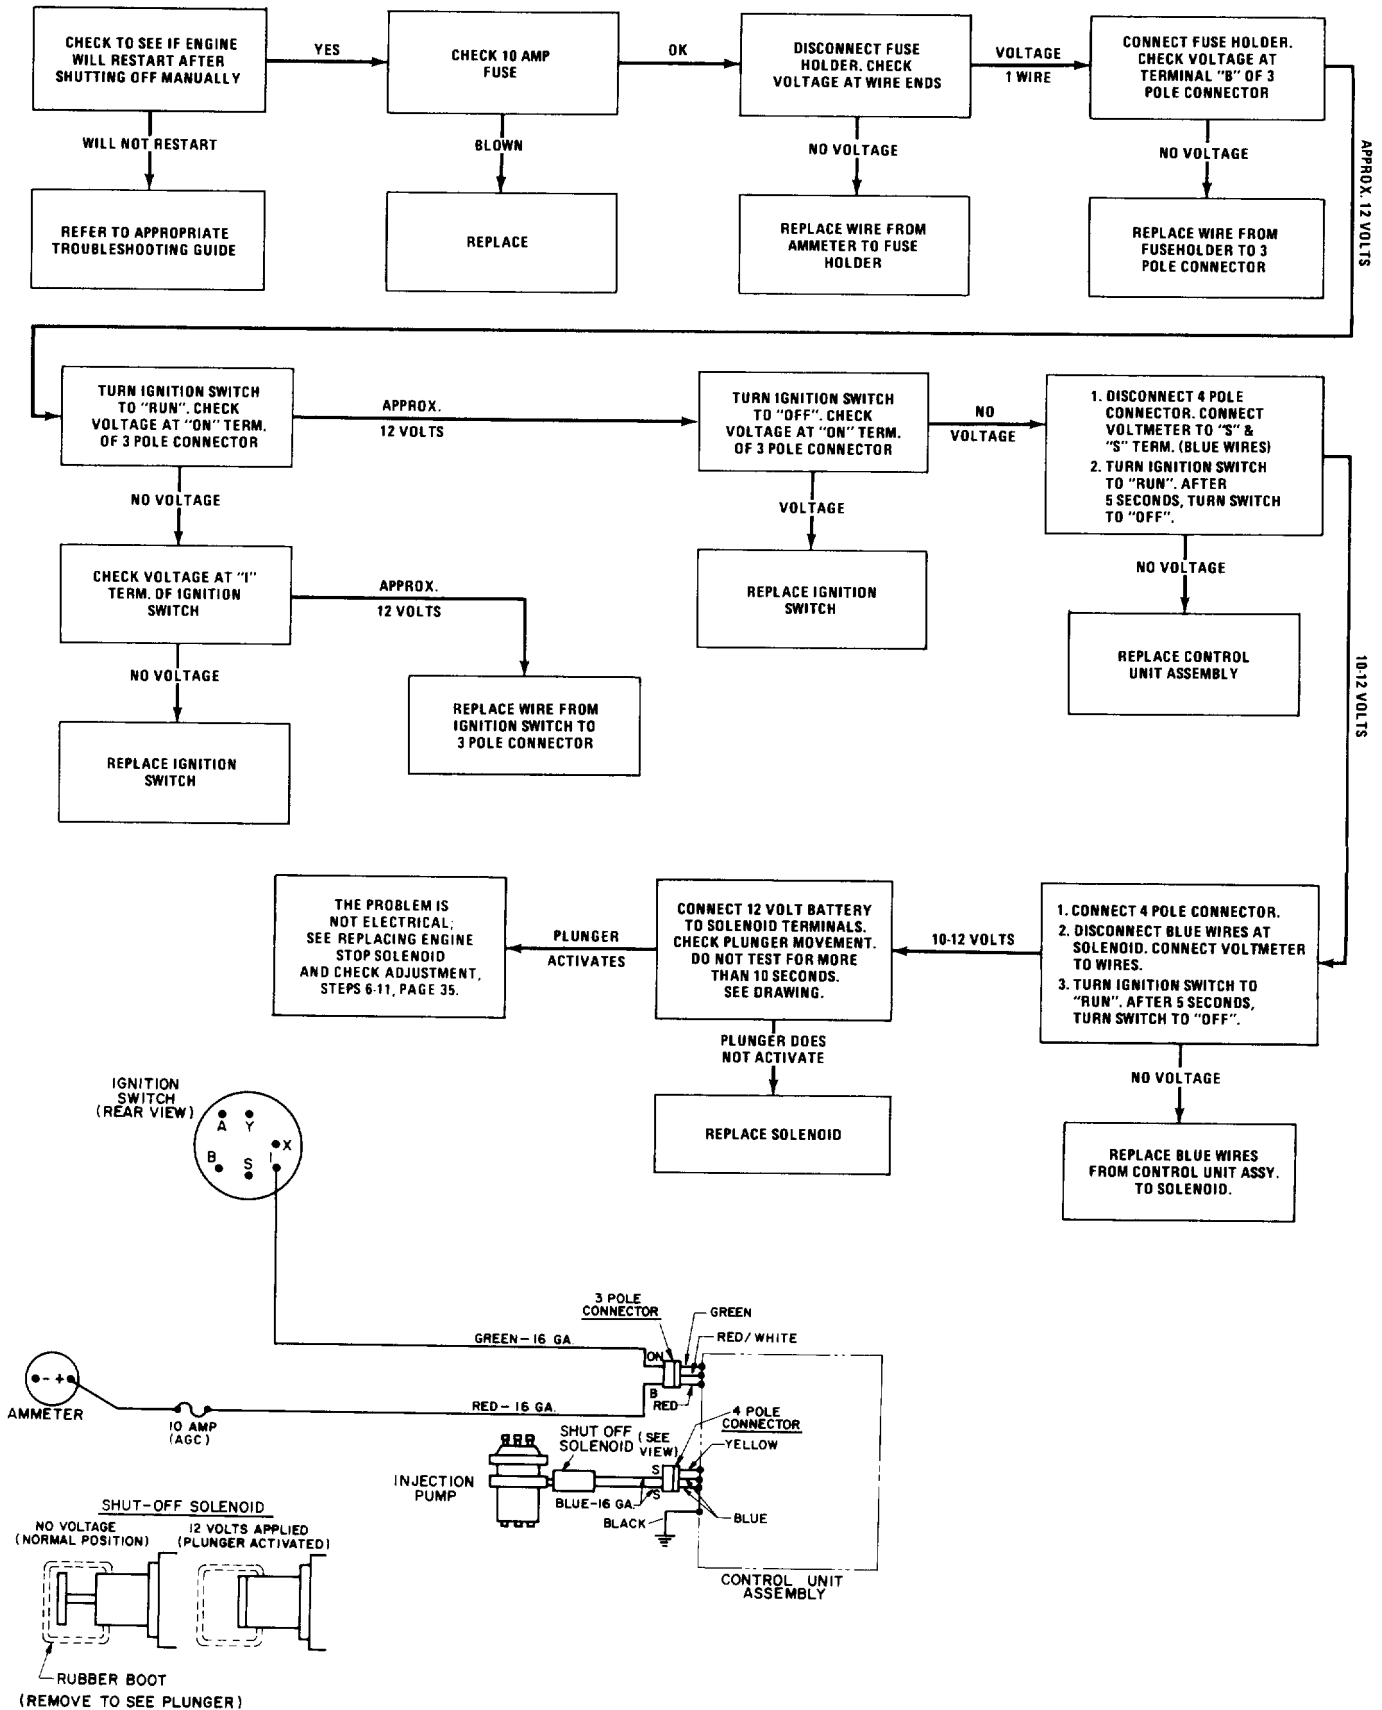 CHECK TO SEE IF ENGINE
WILL RESTART AFTER
SHUTTING OFF MANUALLY
YES
CHECK 10 AMP
FUSE
OK
DISCONNECT FUSE
HOLDER. CHECK
VOLTAGE AT WIRE ENDS
VOLTAGE
1 WIRE
CONNECT FUSE HOLDER.
CHECK VOLTAGE AT
TERMINAL "B" OF 3
POLE CONNECTOR
WILL NOT RESTART
BLOWN
NO VOLTAGE
NO VOLTAGE
APPROX. 12 VOLTS
REFER TO APPROPRIATE
TROUBLESHOOTING GUIDE
REPLACE
REPLACE WIRE FROM
AMMETER TO FUSE
HOLDER
REPLACE WIRE FROM
FUSEHOLDER TO 3
POLE CONNECTOR
TURN IGNITION SWITCH
TO "RUN". CHECK
VOLTAGE AT "ON" TERM.
OF 3 POLE CONNECTOR
APPROX.
12 VOLTS
TURN IGNITION SWITCH
TO "OFF". CHECK
VOLTAGE AT "ON" TERM.
OF 3 POLE CONNECTOR
NO
VOLTAGE
1. DISCONNECT 4 POLE
CONNECTOR. CONNECT
VOLTMETER TO "S" &
"S" TERM. (BLUE WIRES)
2. TURN IGNITION SWITCH
TO "RUN". AFTER
5 SECONDS, TURN SWITCH
TO "OFF".
NO VOLTAGE
VOLTAGE
NO VOLTAGE
CHECK VOLTAGE AT "I"
TERM. OF IGNITION
SWITCH
APPROX.
12 VOLTS
REPLACE IGNITION
SWITCH
REPLACE CONTROL
UNIT ASSEMBLY
10-12 VOLTS
NO VOLTAGE
REPLACE WIRE FROM
IGNITION SWITCH TO
3 POLE CONNECTOR
REPLACE IGNITION
SWITCH
THE PROBLEM IS
NOT ELECTRICAL;
SEE REPLACING ENGINE
STOP SOLENOID
AND CHECK ADJUSTMENT,
STEPS 6-11, PAGE 35.
PLUNGER
ACTIVATES
CONNECT 12 VOLT BATTERY
TO SOLENOID TERMINALS.
CHECK PLUNGER MOVEMENT.
DO NOT TEST FOR MORE
THAN 10 SECONDS.
SEE DRAWING.
10-12 VOLTS
1. CONNECT 4 POLE CONNECTOR.
2. DISCONNECT BLUE WIRES AT
SOLENOID. CONNECT VOLTMETER
TO WIRES.
3. TURN IGNITION SWITCH TO
"RUN". AFTER 5 SECONDS,
TURN SWITCH TO "OFF".
PLUNGER DOES
NOT ACTIVATE
NO VOLTAGE
REPLACE SOLENOID
REPLACE BLUE WIRES
FROM CONTROL UNIT ASSY.
TO SOLENOID.
IGNITION
SWITCH
(REAR VIEW)
A Y
X
B S I
3 POLE
CONNECTOR
GREEN
RED/WHITE
GREEN-16 GA.
ON
- +
AMMETER
10 AMP
(AGC)
RED-16 GA.
B
RED
4 POLE
CONNECTOR
SHUT OFF
SOLENOID
(SEE
VIEW)
YELLOW
S
S
INJECTION
PUMP
BLUE-16 GA.
BLUE
BLACK
CONTROL UNIT
ASSEMBLY
SHUT-OFF SOLENOID
NO VOLTAGE
(NORMAL POSITION)
12 VOLTS APPLIED
(PLUNGER ACTIVATED)
RUBBER BOOT
(REMOVE TO SEE PLUNGER)